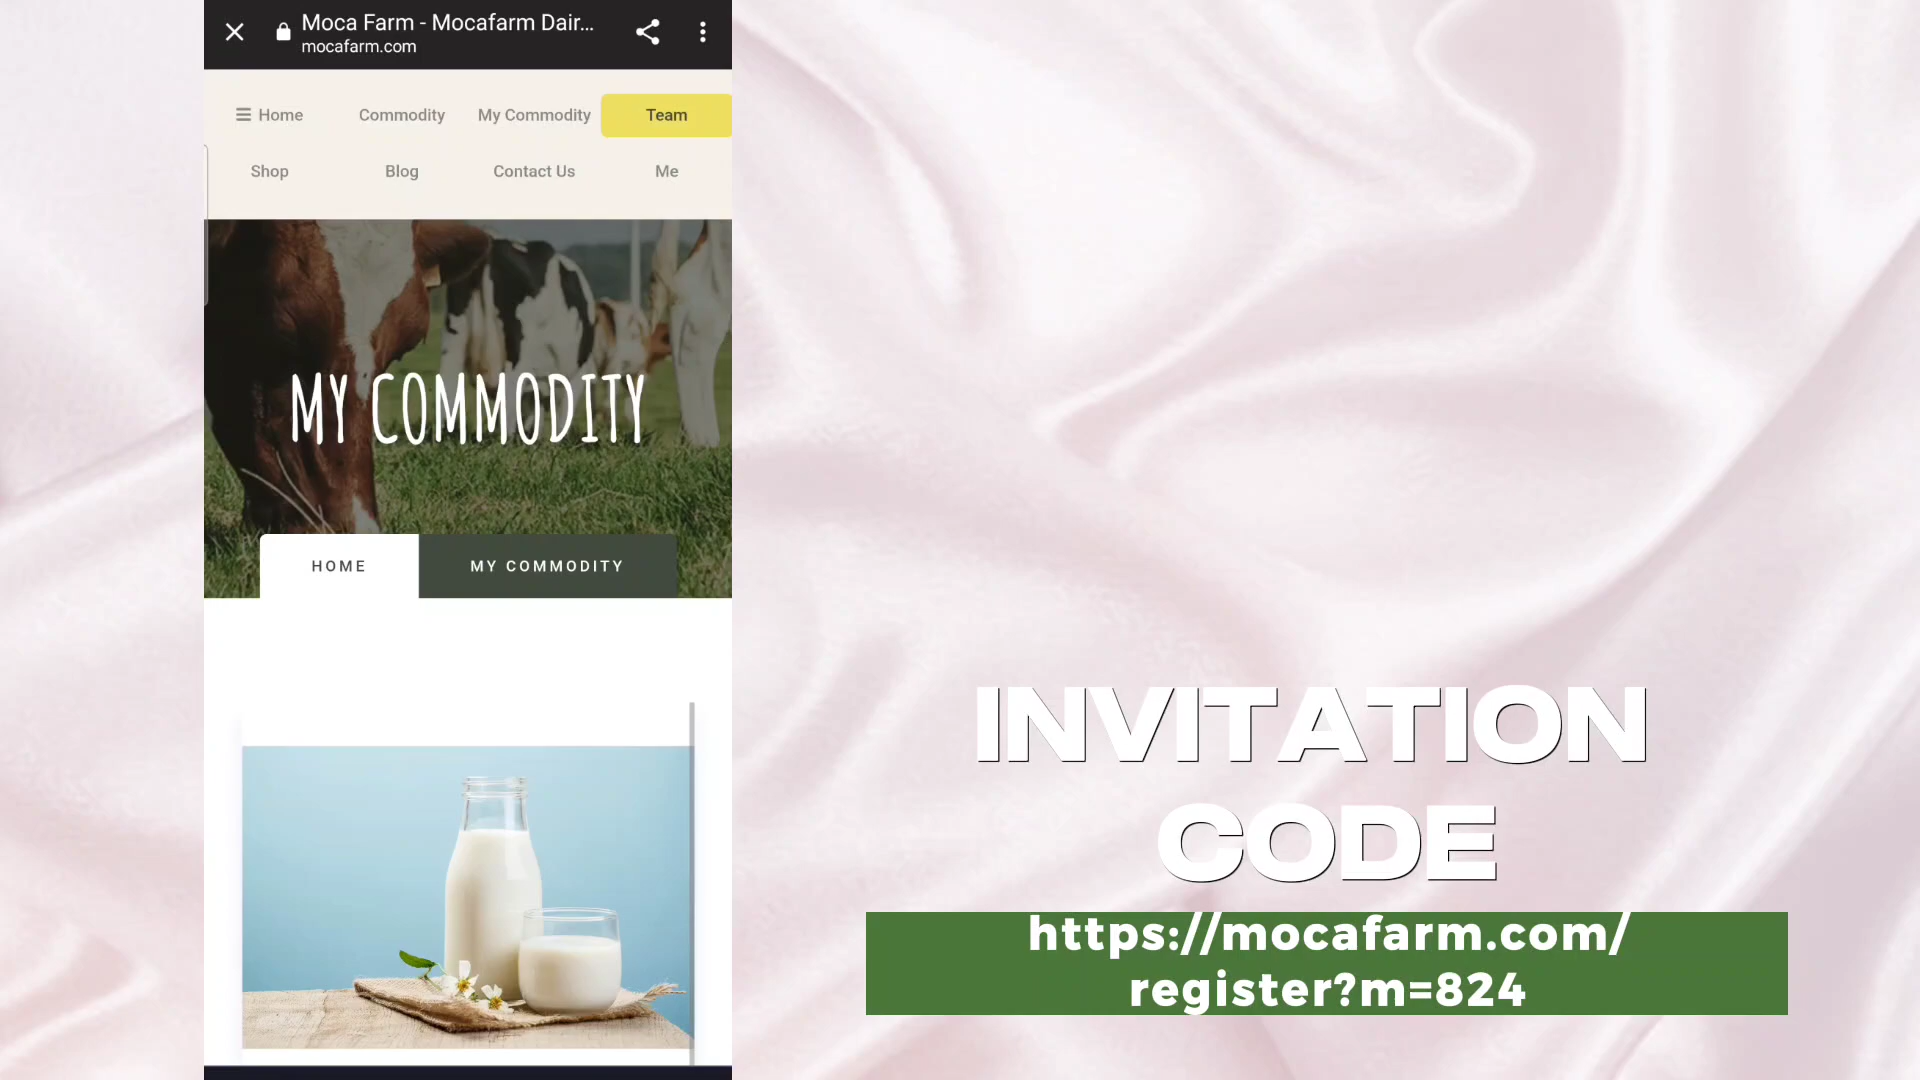 Moca Farm - Mocafarm Dair...
mocafarm.com
Home Commodity My Commodity Team
Shop Blog Contact Us Me
MY COMMODITY
HOME MY COMMODITY
INVITATION
CODE
https://mocafarm.com/
register?m=824